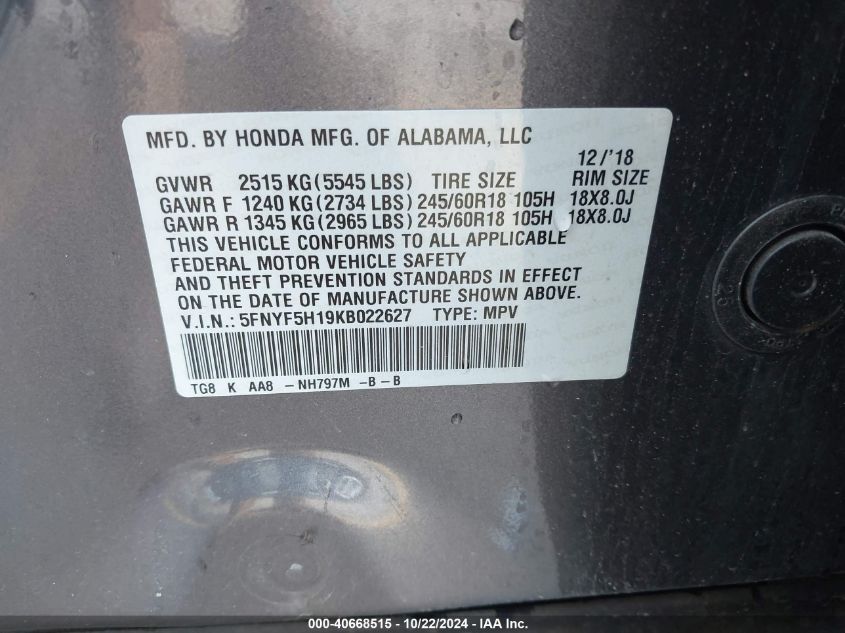 MFD. BY HONDA MFG. OF ALABAMA, LLC
12/'18
GVWR 2515 KG (5545 LBS) TIRE SIZE RIM SIZE
GAWR F 1240 KG (2734 LBS) 245/60R18 105H 18X8.0J
GAWR R 1345 KG (2965 LBS) 245/60R18 105H 18X8.0J
THIS VEHICLE CONFORMS TO ALL APPLICABLE
FEDERAL MOTOR VEHICLE SAFETY
AND THEFT PREVENTION STANDARDS IN EFFECT
ON THE DATE OF MANUFACTURE SHOWN ABOVE.
V.I.N.: 5FNYF5H19KB022627 TYPE: MPV
TG8 K AA8 -NH797M -B-B
000-40668515 - 10/22/2024 - IAAI.com